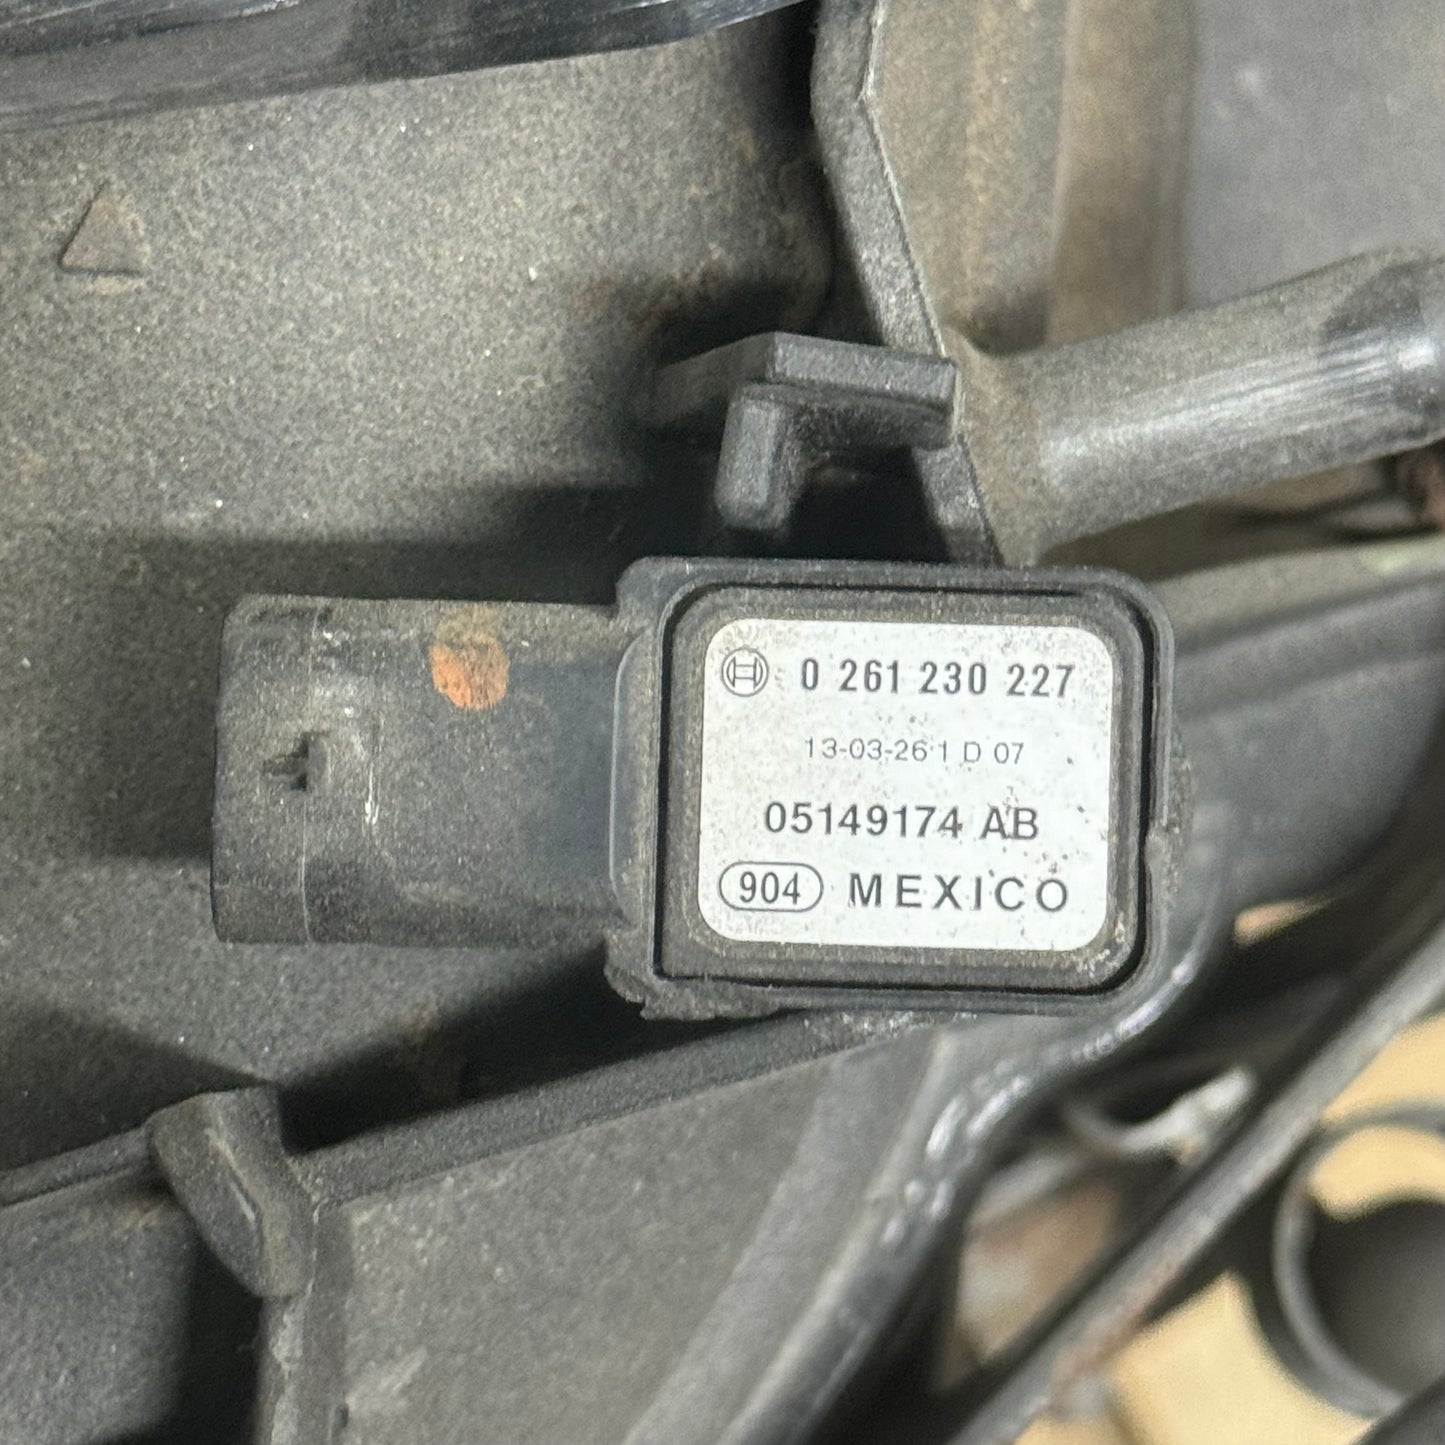 0 261 230 227
13-03-26 1 D 07
05149174 AB
904 MEXICO